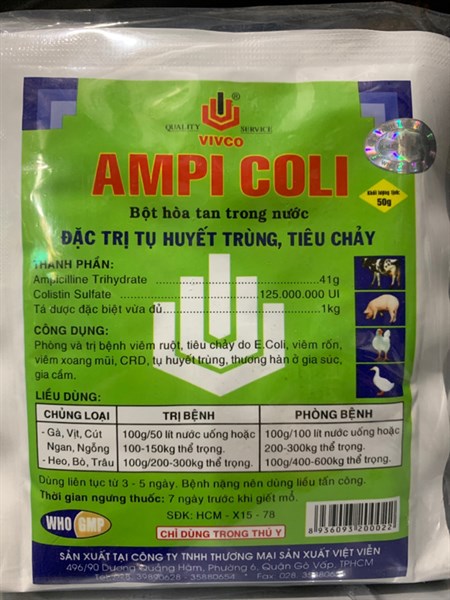 ®
QUALITY SERVICE
VIVCO
AMPI COLI
Bột hòa tan trong nước
Khối lượng tịnh:
50g
ĐẶC TRỊ TỤ HUYẾT TRÙNG, TIÊU CHẢY
THÀNH PHẦN:
Ampicilline Trihydrate ........................ 41g
Colistin Sulfate ........................ 125.000.000 UI
Tá dược đặc biệt vừa đủ ........................ 1kg
CÔNG DỤNG:
Phòng và trị bệnh viêm ruột, tiêu chảy do E.Coli, viêm rốn,
viêm xoang mũi, CRD, tụ huyết trùng, thương hàn ở gia súc,
gia cầm.
LIỀU DÙNG:
CHỦNG LOẠI TRỊ BỆNH PHÒNG BỆNH
- Gà, Vịt, Cút 100g/50 lít nước uống hoặc 100g/100 lít nước uống hoặc
Ngan, Ngỗng 100-150kg thể trọng. 200-300kg thể trọng.
- Heo, Bò, Trâu 100g/200-300kg thể trọng. 100g/400-600kg thể trọng.
Dùng liên tục từ 3 - 5 ngày. Bệnh nặng nên dùng liều tấn công.
Thời gian ngưng thuốc: 7 ngày trước khi giết mổ.
WHO GMP
SĐK: HCM - X15 - 78
CHỈ DÙNG TRONG THÚ Y
8 936093 200022
SẢN XUẤT TẠI CÔNG TY TNHH THƯƠNG MẠI SẢN XUẤT VIỆT VIỄN
496/90 Dương Quảng Hàm, Phường 6, Quận Gò Vấp, TPHCM